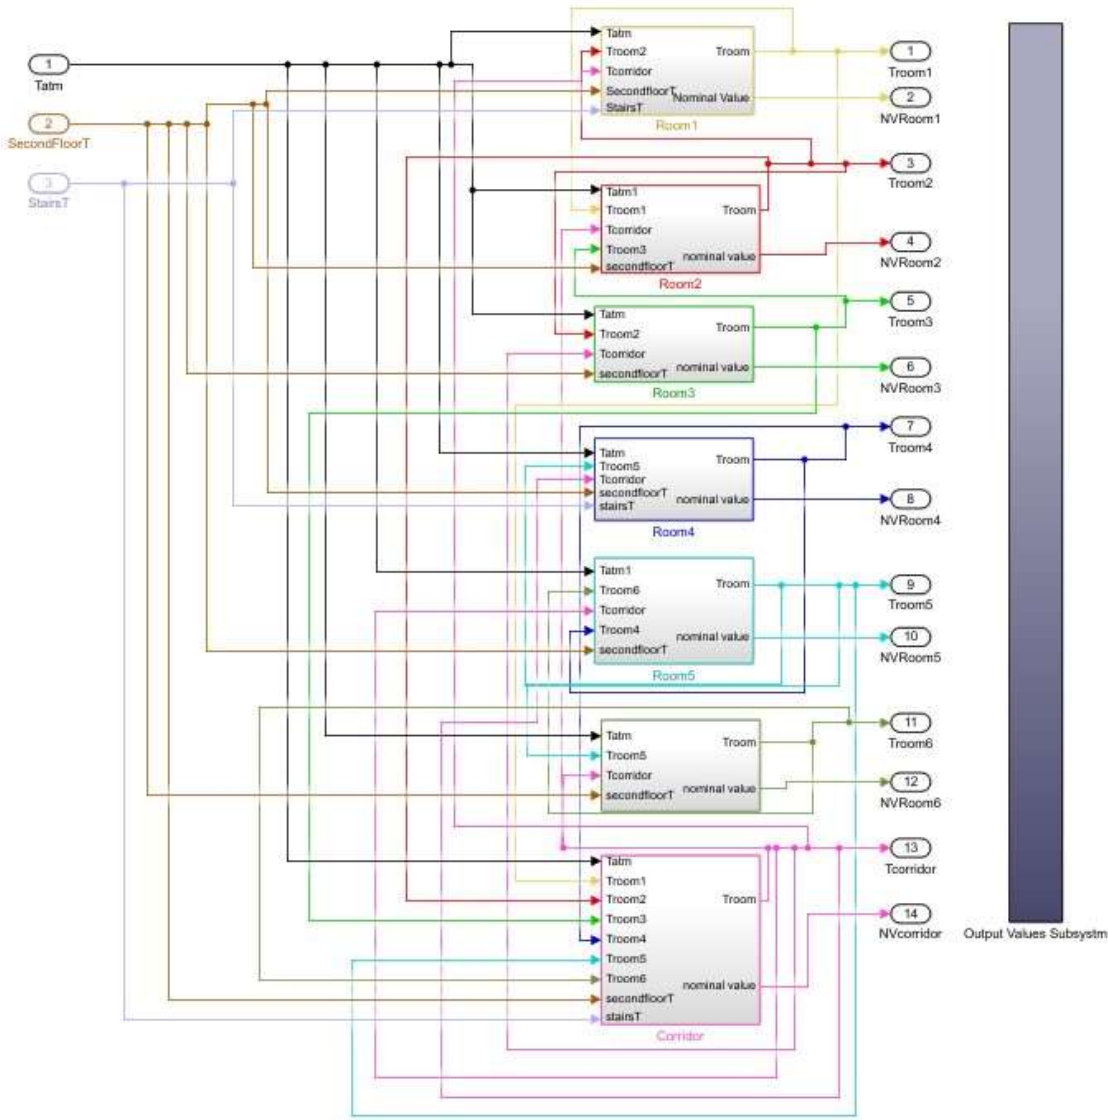 1
Tatm
2
SecondFloorT
3
StairsT
Tatm
Troom2
Tcorridor
SecondfloorT
StairsT
Troom
Nominal Value
Room1
1
Troom1
2
NVRoom1
3
Troom2
Tatm1
Troom1
Tcorridor
Troom3
secondfloorT
Troom
nominal value
Room2
4
NVRoom2
5
Troom3
Tatm
Troom2
Tcorridor
secondfloorT
Troom
nominal value
Room3
6
NVRoom3
7
Troom4
Tatm
Troom5
Tcorridor
secondfloorT
stairsT
Troom
nominal value
Room4
8
NVRoom4
Tatm1
Troom6
Tcorridor
Troom4
secondfloorT
Troom
nominal value
Room5
9
Troom5
10
NVRoom5
11
Troom6
Tatm
Troom5
Tcorridor
secondfloorT
Troom
nominal value
12
NVRoom6
13
Tcorridor
Tatm
Troom1
Troom2
Troom3
Troom4
Troom5
Troom6
secondfloorT
stairsT
Troom
nominal value
Corridor
14
NVcorridor
Output Values Subsystm